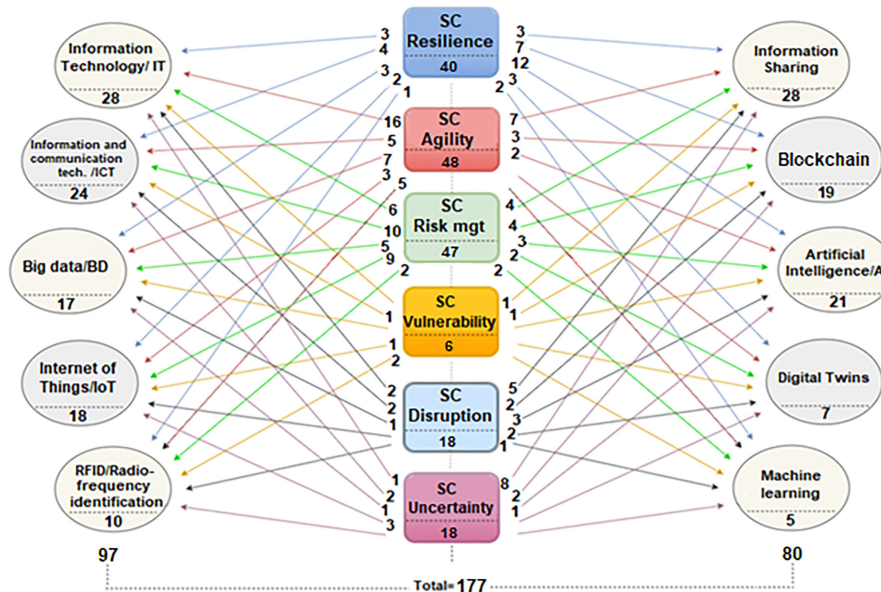 SC
Resilience
40
SC
Agility
48
SC
Risk mgt
47
SC
Vulnerability
6
SC
Disruption
18
SC
Uncertainty
18
Information
Technology/ IT
28
Information and
communication
tech. /ICT
24
Big data/BD
17
Internet of
Things/IoT
18
RFID/Radio-
frequency
identification
10
97
Information
Sharing
28
Blockchain
19
Artificial
Intelligence/A
21
Digital Twins
7
Machine
learning
5
80
3
4
3
2
1
3
7
12
3
2
16
5
7
3
5
7
3
2
6
10
5
9
2
4
4
3
2
2
1
1
2
1
1
2
2
1
5
2
3
2
1
1
2
1
3
8
2
1
Total=177